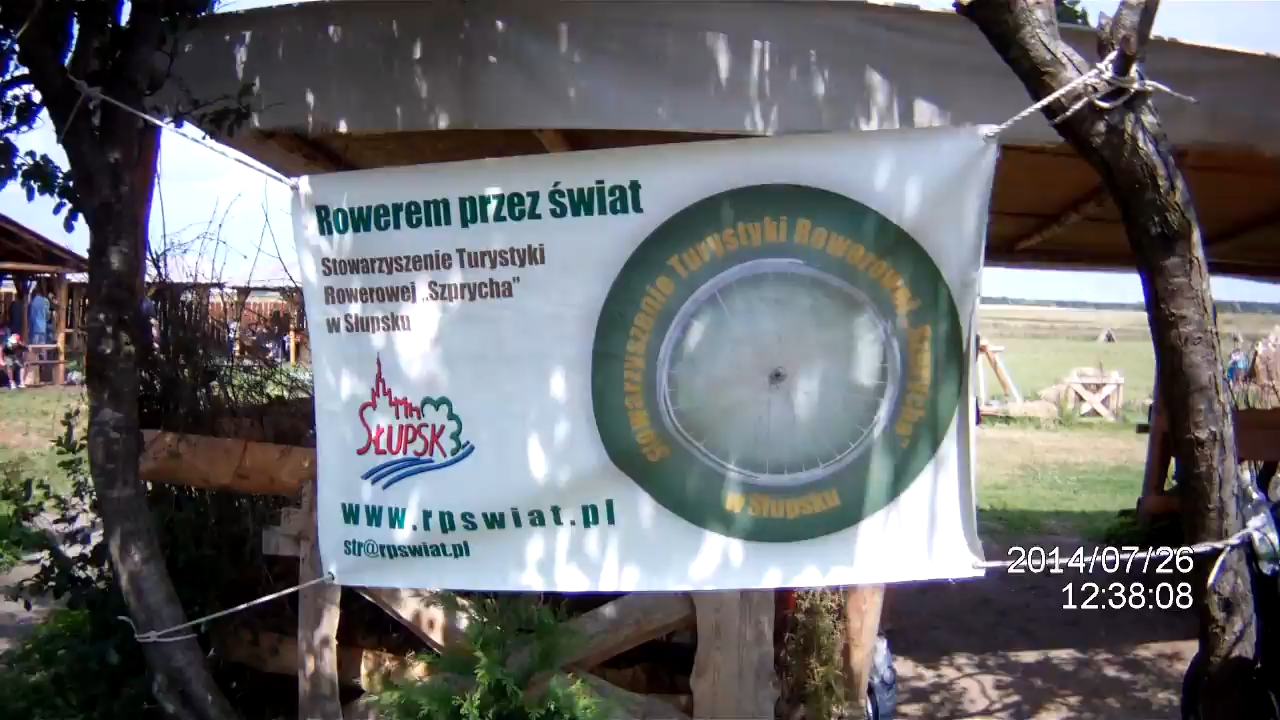 Rowerem przez świat
Stowarzyszenie Turystyki
Rowerowej „Szprycha”
w Słupsku
SŁUPSK
www.rpswiat.pl
str@rpswiat.pl
Stowarzyszenie Turystyki Rowerowej „Szprycha”
w Słupsku
2014/07/26
12:38:08